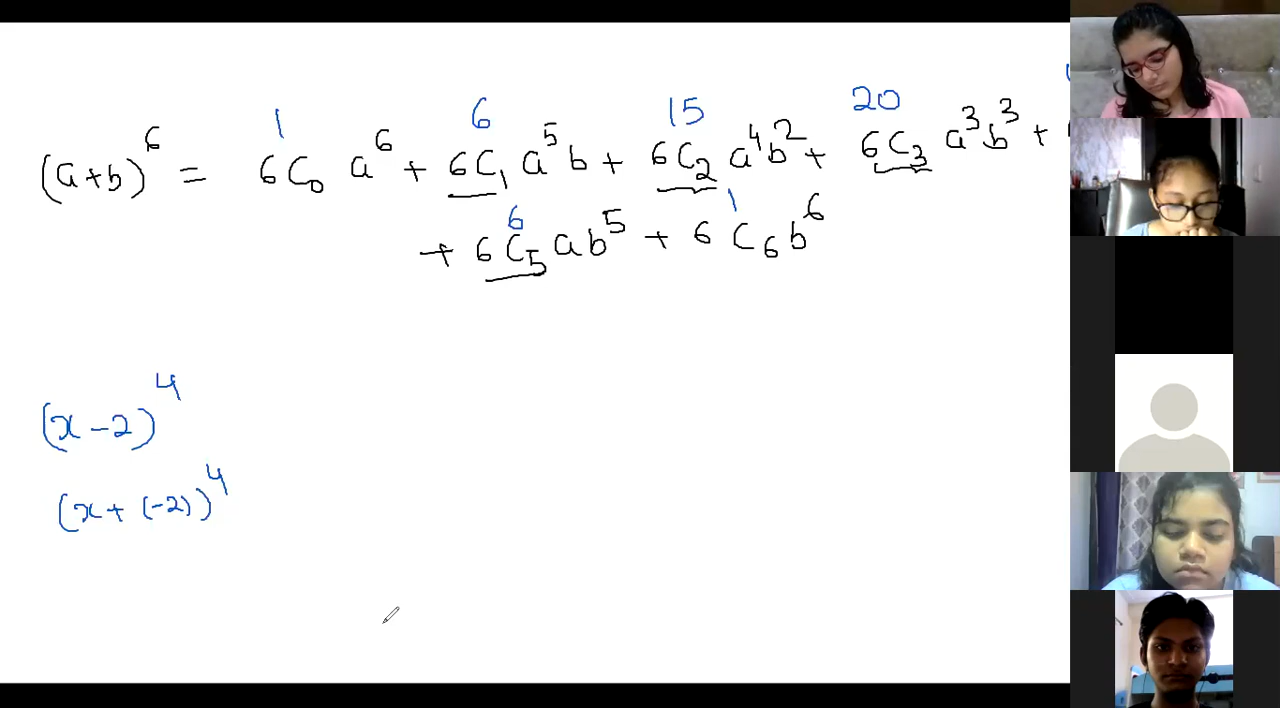 1 6 15 20
(a+b)^6 = 6C₀ a^6 + 6C₁ a^5 b + 6C₂ a^4 b^2 + 6C₃ a^3 b^3 +
6 1
+ 6C₅ a b^5 + 6C₆ b^6
(x - 2)^4
(x + (-2))^4